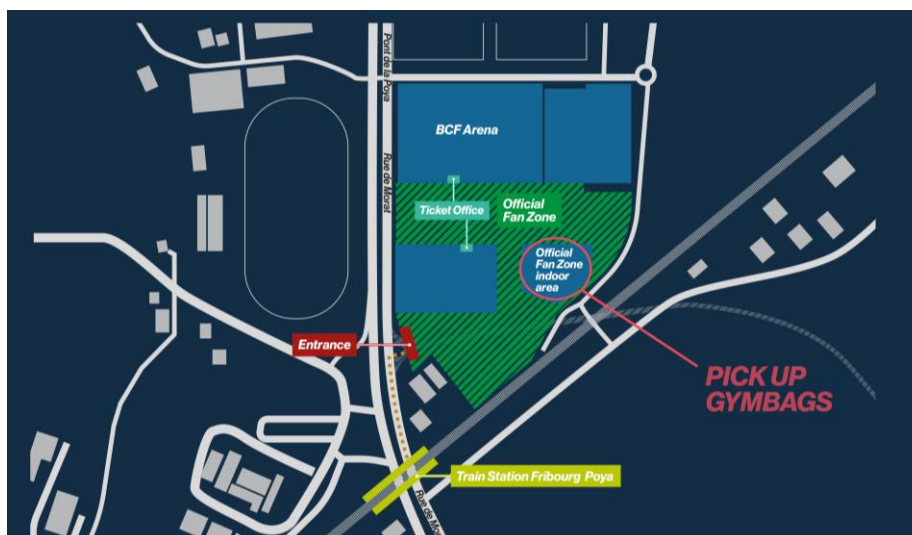 Pont de la Poya
BCF Arena
Rue de Morat
Ticket Office
Official
Fan Zone
Official
Fan Zone
indoor
area
Entrance
PICK UP
GYMBAGS
Train Station Fribourg Poya
Rue de